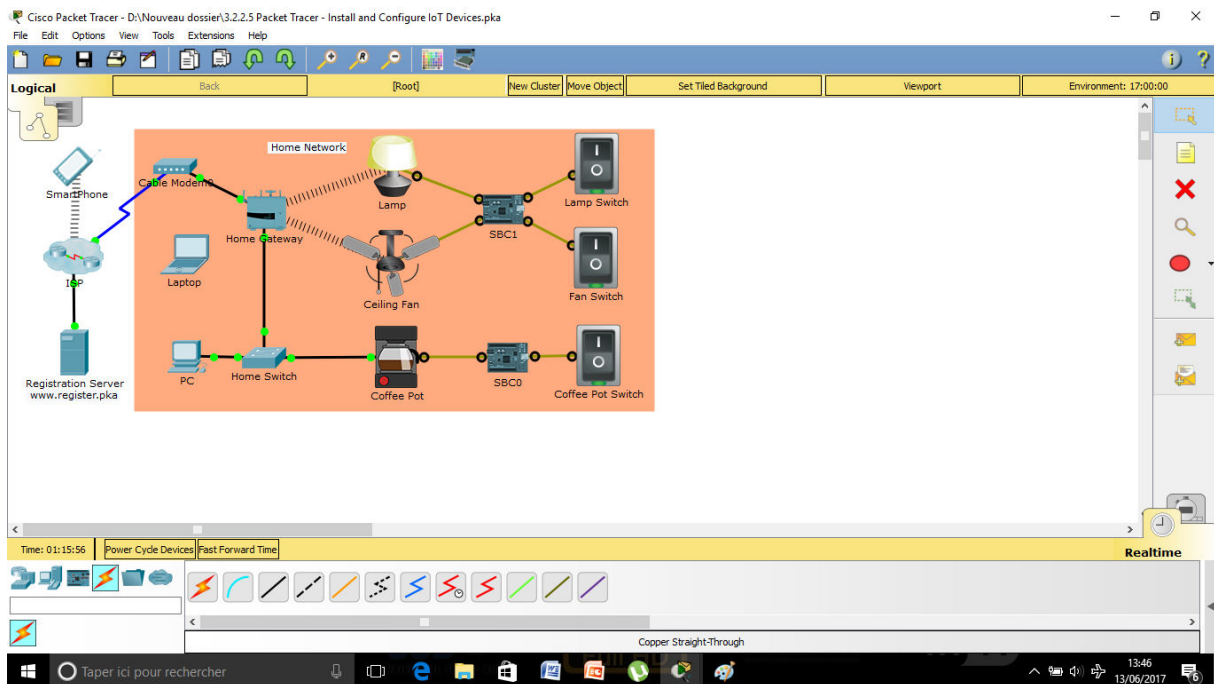 Cisco Packet Tracer - D:\Nouveau dossier\3.2.2.5 Packet Tracer - Install and Configure IoT Devices.pka
File Edit Options View Tools Extensions Help
Logical Back [Root] New Cluster Move Object Set Tiled Background Viewport Environment: 17:00:00
Home Network
SmartPhone
Cable Modem0
Lamp
Lamp Switch
SBC1
Home Gateway
ISP
Laptop
Ceiling Fan
Fan Switch
Registration Server
www.register.pka
PC
Home Switch
Coffee Pot
SBC0
Coffee Pot Switch
Time: 01:15:56 Power Cycle Devices Fast Forward Time Realtime
Copper Straight-Through
Taper ici pour rechercher
13:46
13/06/2017
6